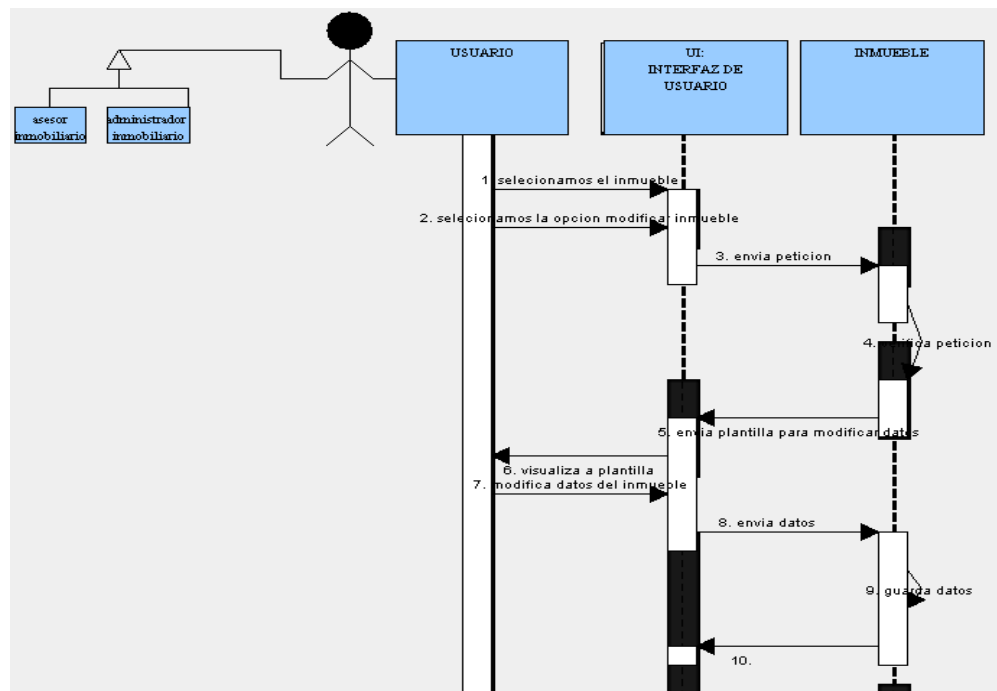 USUARIO
UI:
INTERFAZ DE
USUARIO
INMUEBLE
asesor
inmobiliario
administrador
inmobiliario
1. selecionamos el inmueble
2. selecionamos la opcion modificar inmueble
3. envia peticion
4. verifica peticion
5. envia plantilla para modificar datos
6. visualiza a plantilla
7. modifica datos del inmueble
8. envia datos
9. guarda datos
10.